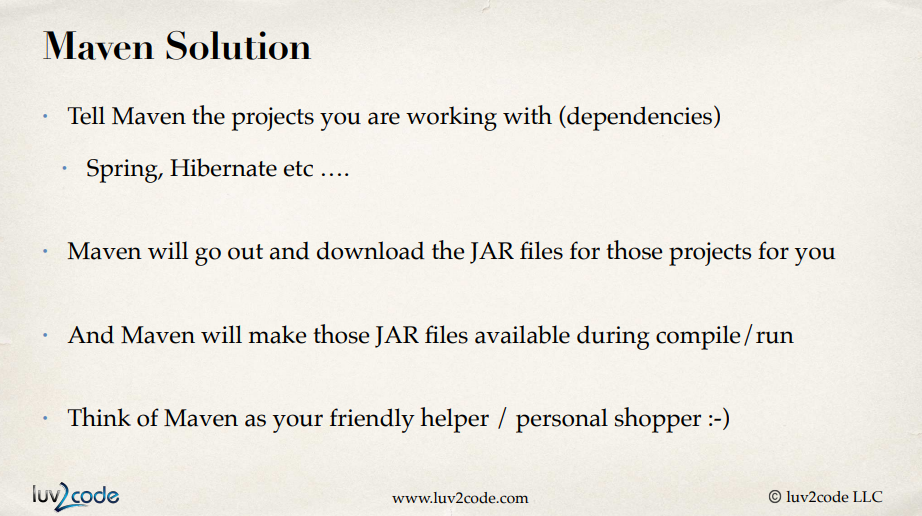 Maven Solution
• Tell Maven the projects you are working with (dependencies)
• Spring, Hibernate etc ….
• Maven will go out and download the JAR files for those projects for you
• And Maven will make those JAR files available during compile/run
• Think of Maven as your friendly helper / personal shopper :-)
luv2code
www.luv2code.com
© luv2code LLC